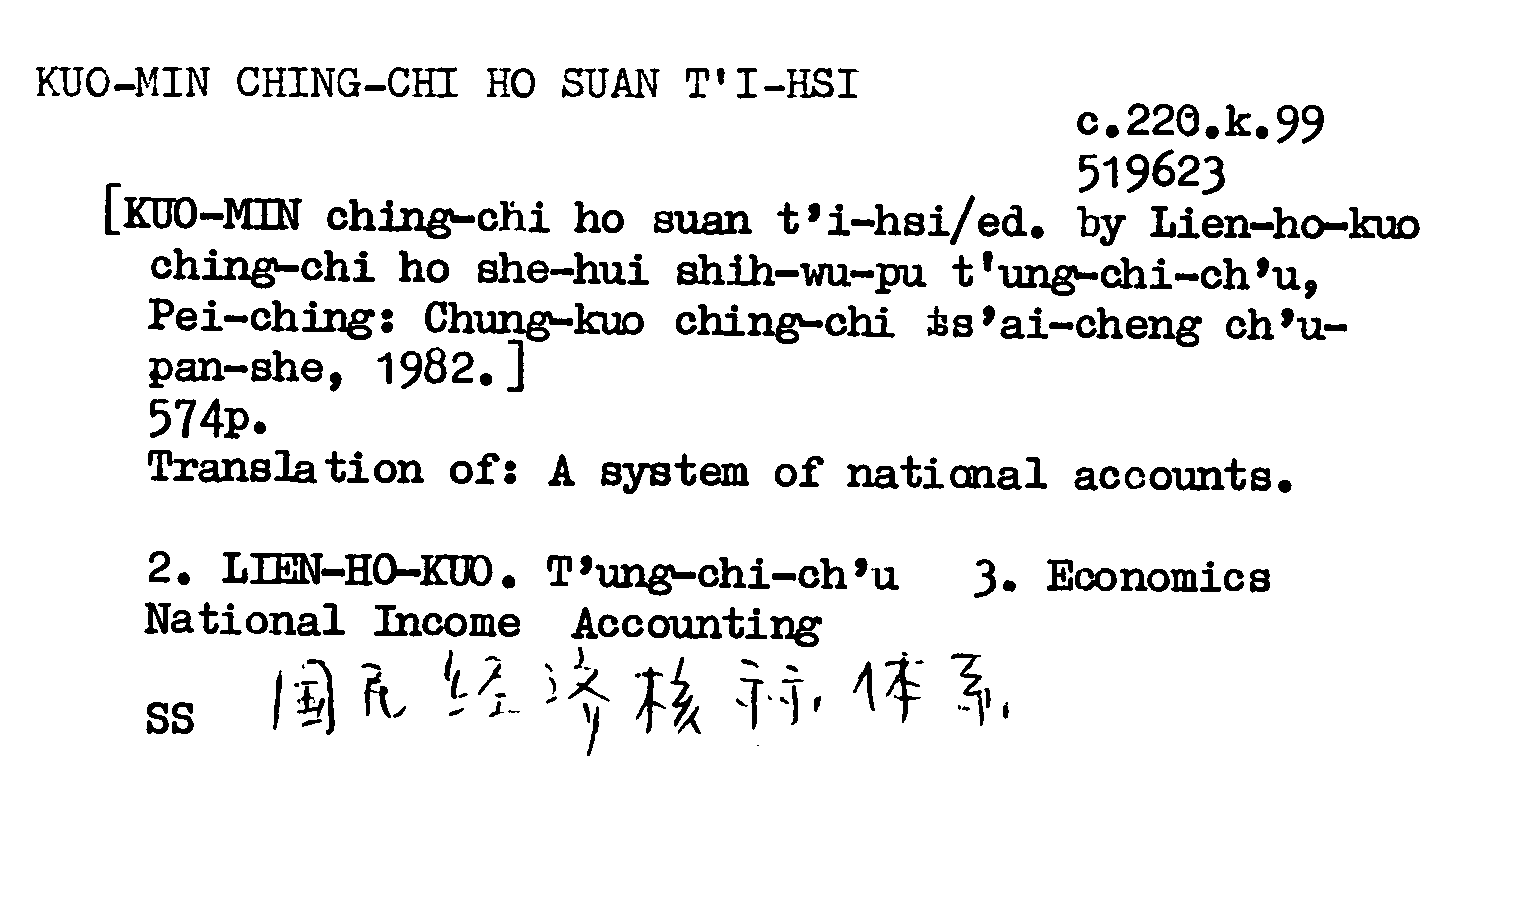 KUO-MIN CHING-CHI HO SUAN T'I-HSI
c.220.k.99
519623
[KUO-MIN ching-chi ho suan t'i-hsi/ed. by Lien-ho-kuo
ching-chi ho she-hui shih-wu-pu t'ung-chi-ch'u,
Pei-ching: Chung-kuo ching-chi ts'ai-cheng ch'u-
pan-she, 1982.]
574p.
Translation of: A system of national accounts.
2. LIEN-HO-KUO. T'ung-chi-ch'u 3. Economics
National Income Accounting
SS 国民经济核祘体系